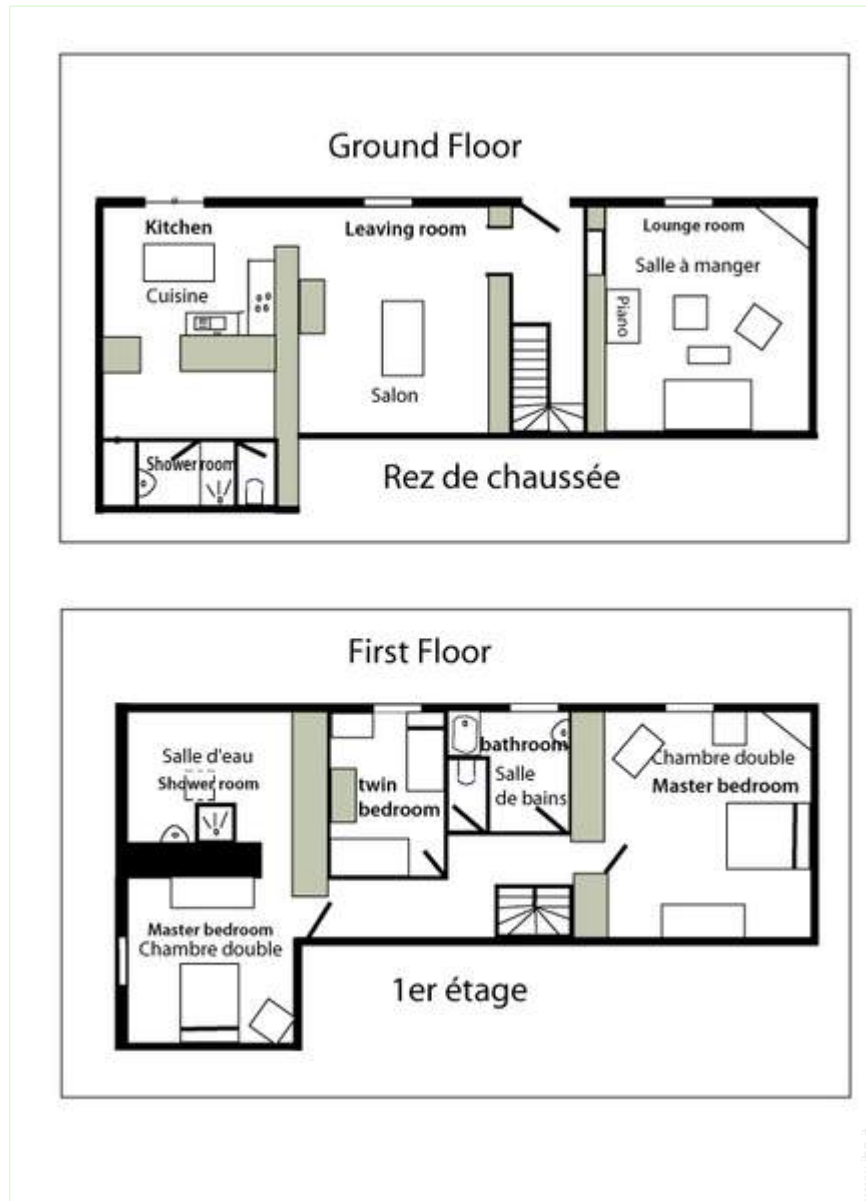 Ground Floor
Kitchen
Cuisine
Leaving room
Salon
Lounge room
Salle à manger
Piano
Shower room
Rez de chaussée
First Floor
Salle d'eau
Shower room
twin
bedroom
bathroom
Salle
de bains
Chambre double
Master bedroom
Master bedroom
Chambre double
1er étage